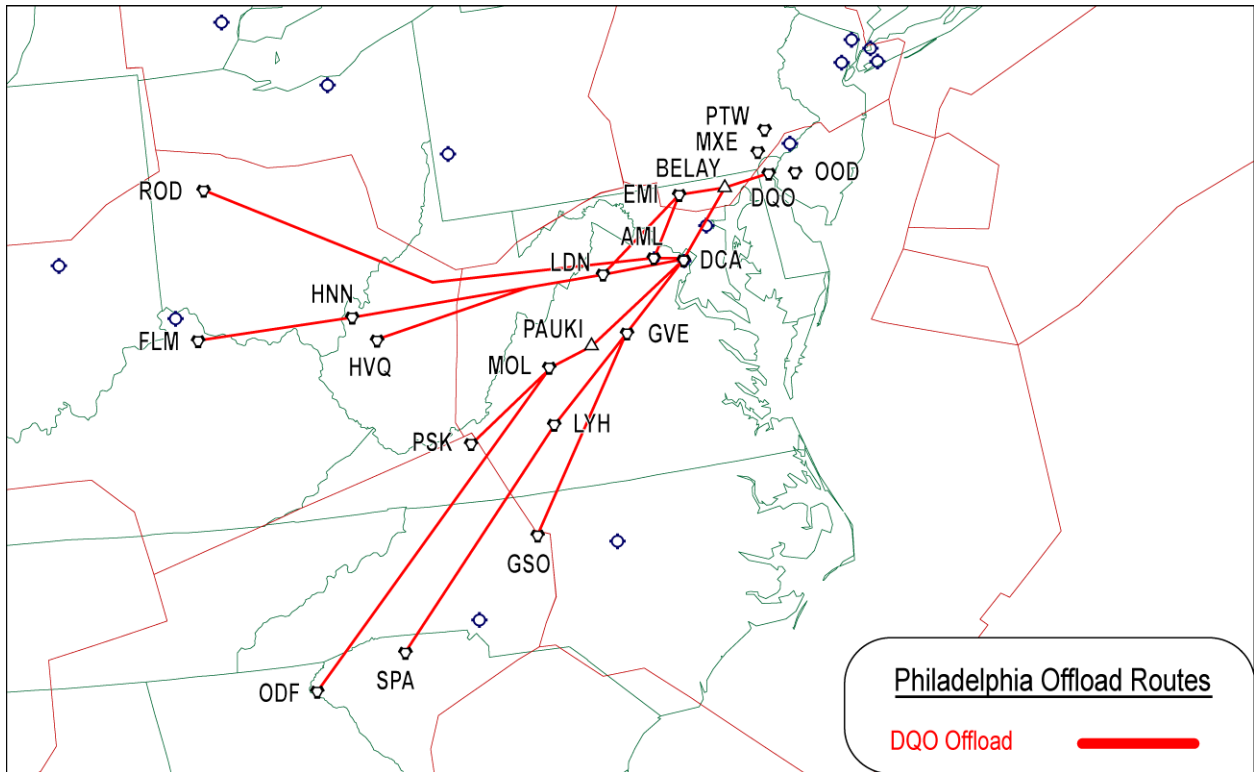 PTW
MXE
BELAY
OOD
ROD
EMI
DQO
AML
LDN
DCA
HNN
PAUKI
GVE
FLM
HVQ
MOL
LYH
PSK
GSO
SPA
ODF
Philadelphia Offload Routes
DQO Offload